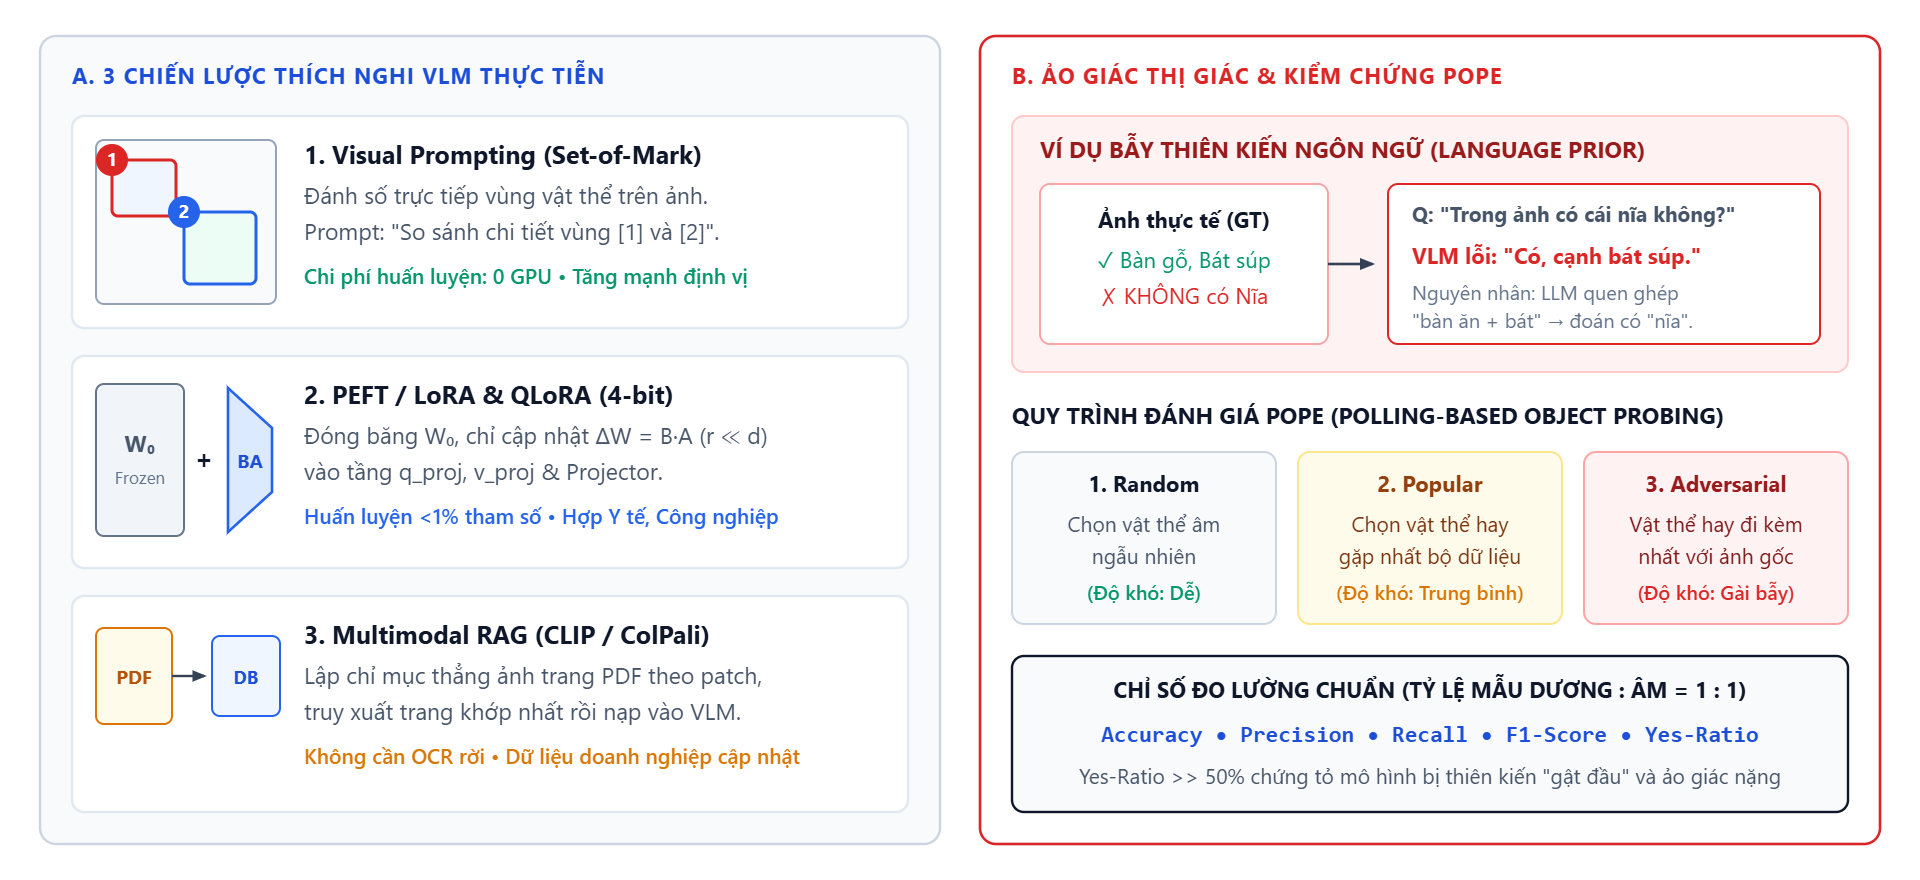 A. 3 CHIẾN LƯỢC THÍCH NGHI VLM THỰC TIỄN
1
2
1. Visual Prompting (Set-of-Mark)
Đánh số trực tiếp vùng vật thể trên ảnh.
Prompt: "So sánh chi tiết vùng [1] và [2]".
Chi phí huấn luyện: 0 GPU • Tăng mạnh định vị
W₀
Frozen
+
BA
2. PEFT / LoRA & QLoRA (4-bit)
Đóng băng W₀, chỉ cập nhật ΔW = B·A (r ≪ d)
vào tầng q_proj, v_proj & Projector.
Huấn luyện <1% tham số • Hợp Y tế, Công nghiệp
PDF
DB
3. Multimodal RAG (CLIP / ColPali)
Lập chỉ mục thẳng ảnh trang PDF theo patch,
truy xuất trang khớp nhất rồi nạp vào VLM.
Không cần OCR rời • Dữ liệu doanh nghiệp cập nhật
B. ẢO GIÁC THỊ GIÁC & KIỂM CHỨNG POPE
VÍ DỤ BẪY THIÊN KIẾN NGÔN NGỮ (LANGUAGE PRIOR)
Ảnh thực tế (GT)
✓ Bàn gỗ, Bát súp
✗ KHÔNG có Nĩa
Q: "Trong ảnh có cái nĩa không?"
VLM lỗi: "Có, cạnh bát súp."
Nguyên nhân: LLM quen ghép
"bàn ăn + bát" → đoán có "nĩa".
QUY TRÌNH ĐÁNH GIÁ POPE (POLLING-BASED OBJECT PROBING)
1. Random
Chọn vật thể âm
ngẫu nhiên
(Độ khó: Dễ)
2. Popular
Chọn vật thể hay
gặp nhất bộ dữ liệu
(Độ khó: Trung bình)
3. Adversarial
Vật thể hay đi kèm
nhất với ảnh gốc
(Độ khó: Gài bẫy)
CHỈ SỐ ĐO LƯỜNG CHUẨN (TỶ LỆ MẪU DƯƠNG : ÂM = 1 : 1)
Accuracy • Precision • Recall • F1-Score • Yes-Ratio
Yes-Ratio >> 50% chứng tỏ mô hình bị thiên kiến "gật đầu" và ảo giác nặng